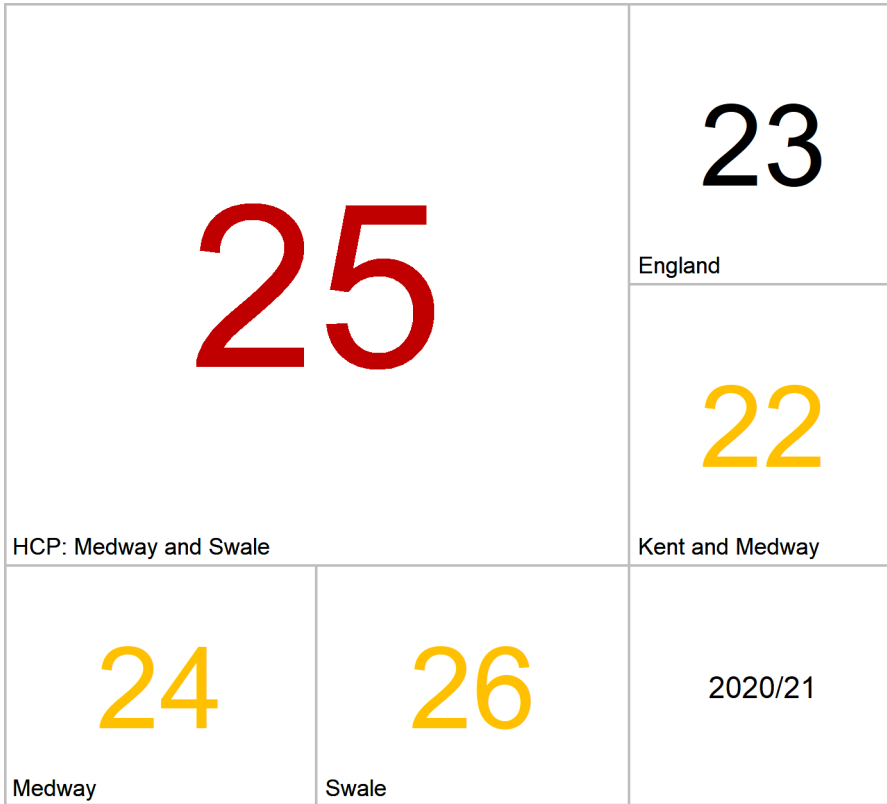 25
HCP: Medway and Swale
23
England
22
Kent and Medway
24
Medway
26
Swale
2020/21